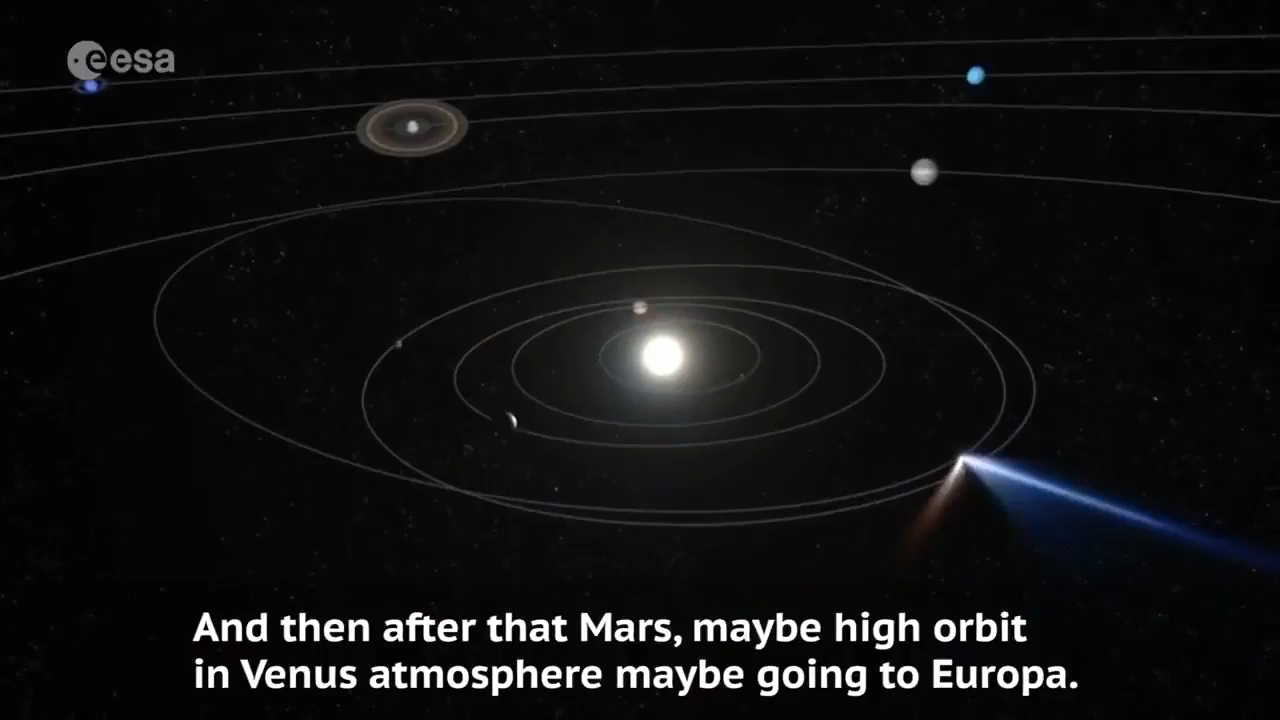 esa
And then after that Mars, maybe high orbit
in Venus atmosphere maybe going to Europa.